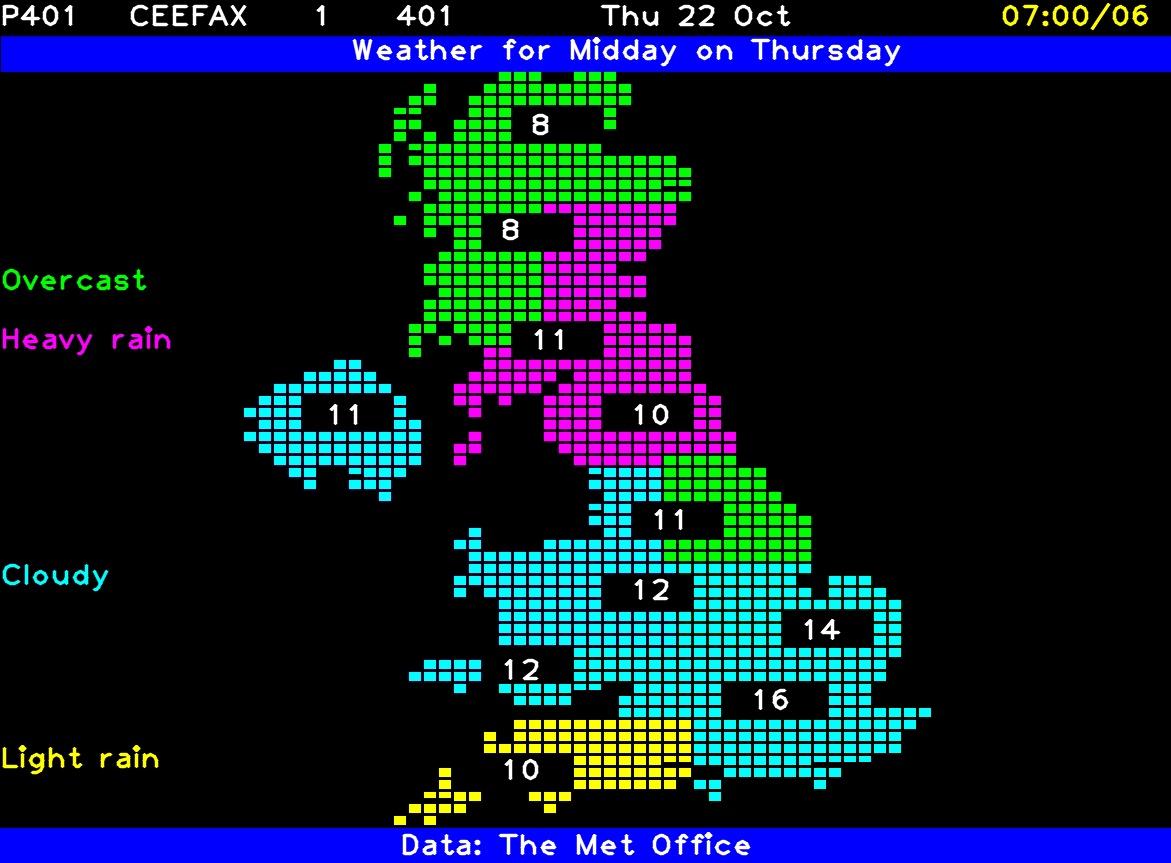 P401 CEEFAX 1 401 Thu 22 Oct 07:00/06
Weather for Midday on Thursday
8
8
Overcast
Heavy rain
11
11
10
11
Cloudy
12
14
12
16
Light rain
10
Data: The Met Office